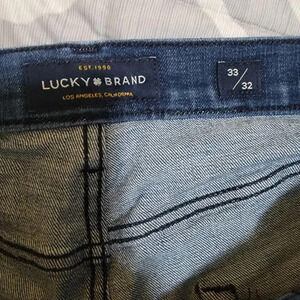 EST. 1990
LUCKY BRAND
LOS ANGELES, CALIFORNIA
33
/
32